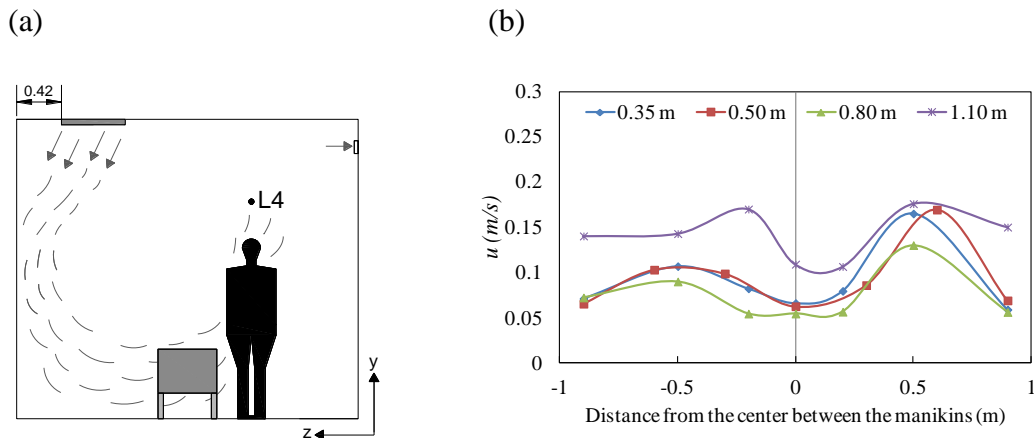 (a)
0.42
L4
y
z
(b)
0.35 m 0.50 m 0.80 m 1.10 m
0.3
0.25
0.2
0.15
0.1
0.05
0
u (m/s)
-1 -0.5 0 0.5 1
Distance from the center between the manikins (m)